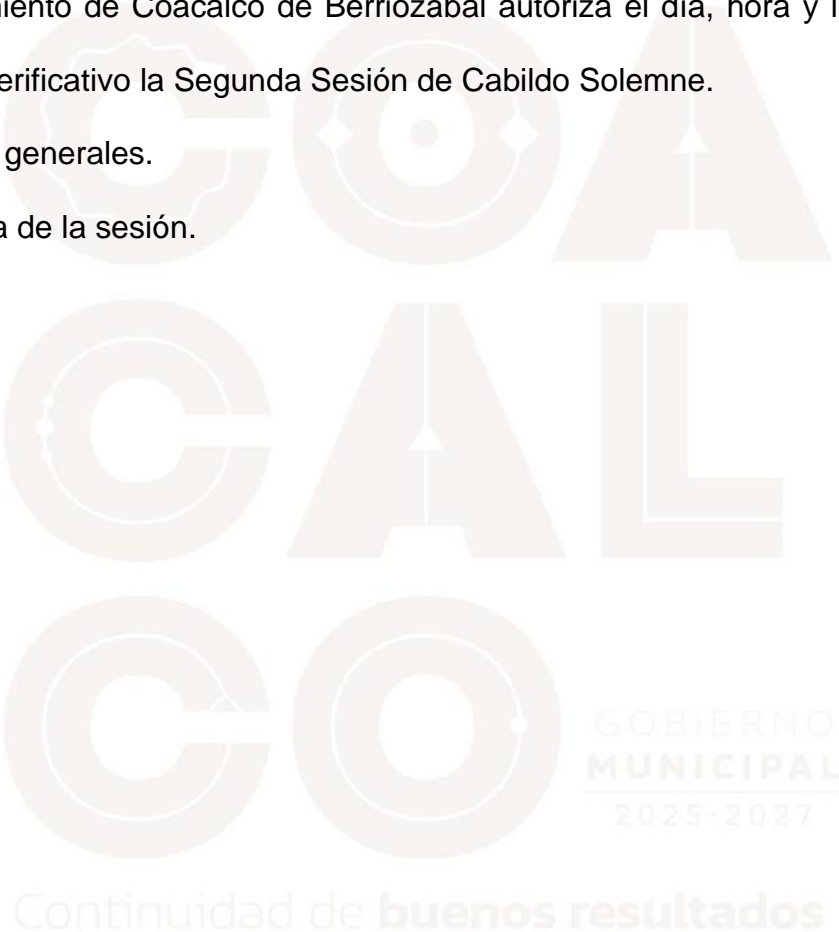 miento de Coacalco de Berriozábal autoriza el día, hora y l
erificativo la Segunda Sesión de Cabildo Solemne.
generales.
a de la sesión.
COA
CAL
CO
GOBIERNO
MUNICIPAL
2025-2027
Continuidad de buenos resultados